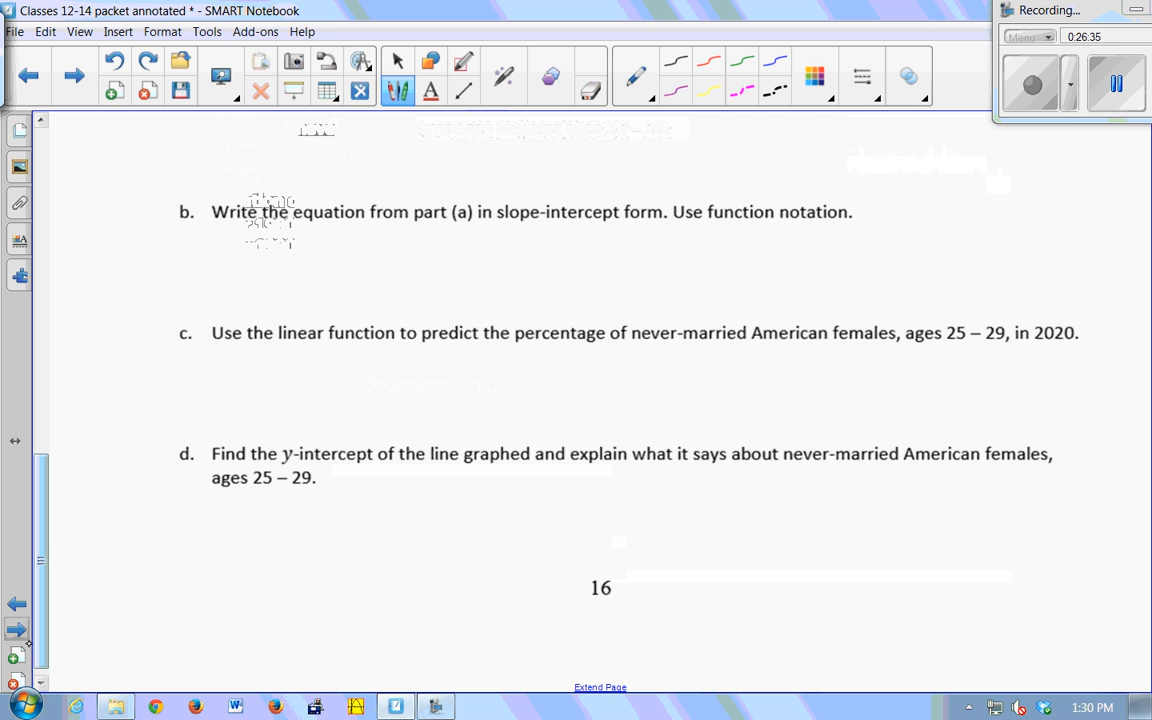 Classes 12-14 packet annotated * - SMART Notebook
Recording...
File Edit View Insert Format Tools Add-ons Help
Menu
0:26:35
b. Write the equation from part (a) in slope-intercept form. Use function notation.
c. Use the linear function to predict the percentage of never-married American females, ages 25 – 29, in 2020.
d. Find the y-intercept of the line graphed and explain what it says about never-married American females,
ages 25 – 29.
16
Extend Page
1:30 PM